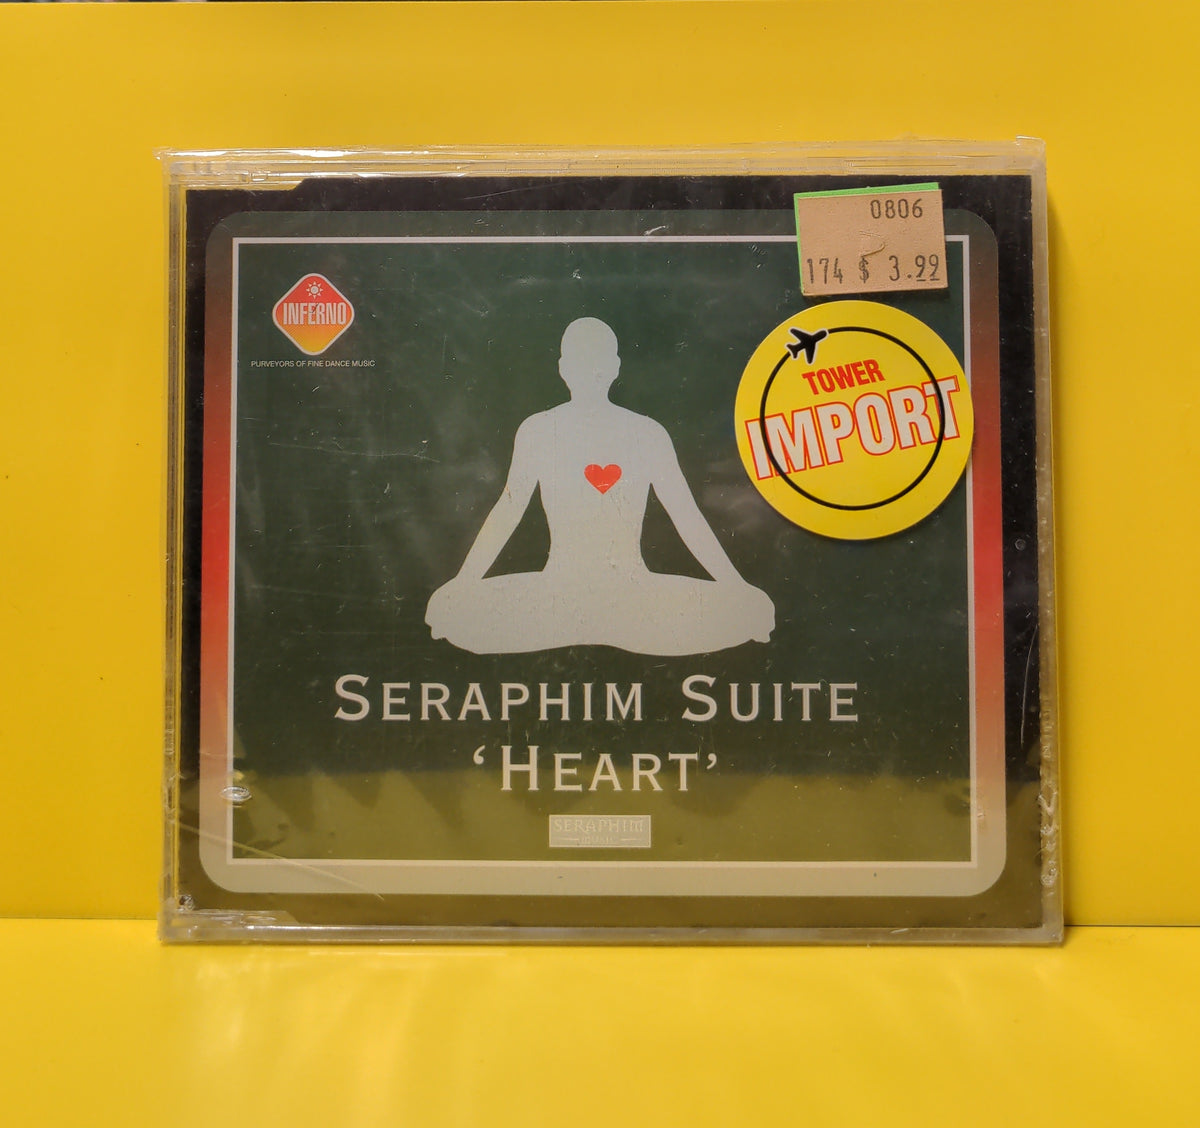 0806
174 $ 3.99
INFERNO
PURVEYORS OF FINE DANCE MUSIC
TOWER
IMPORT
SERAPHIM SUITE
‘HEART’
SERAPHIM